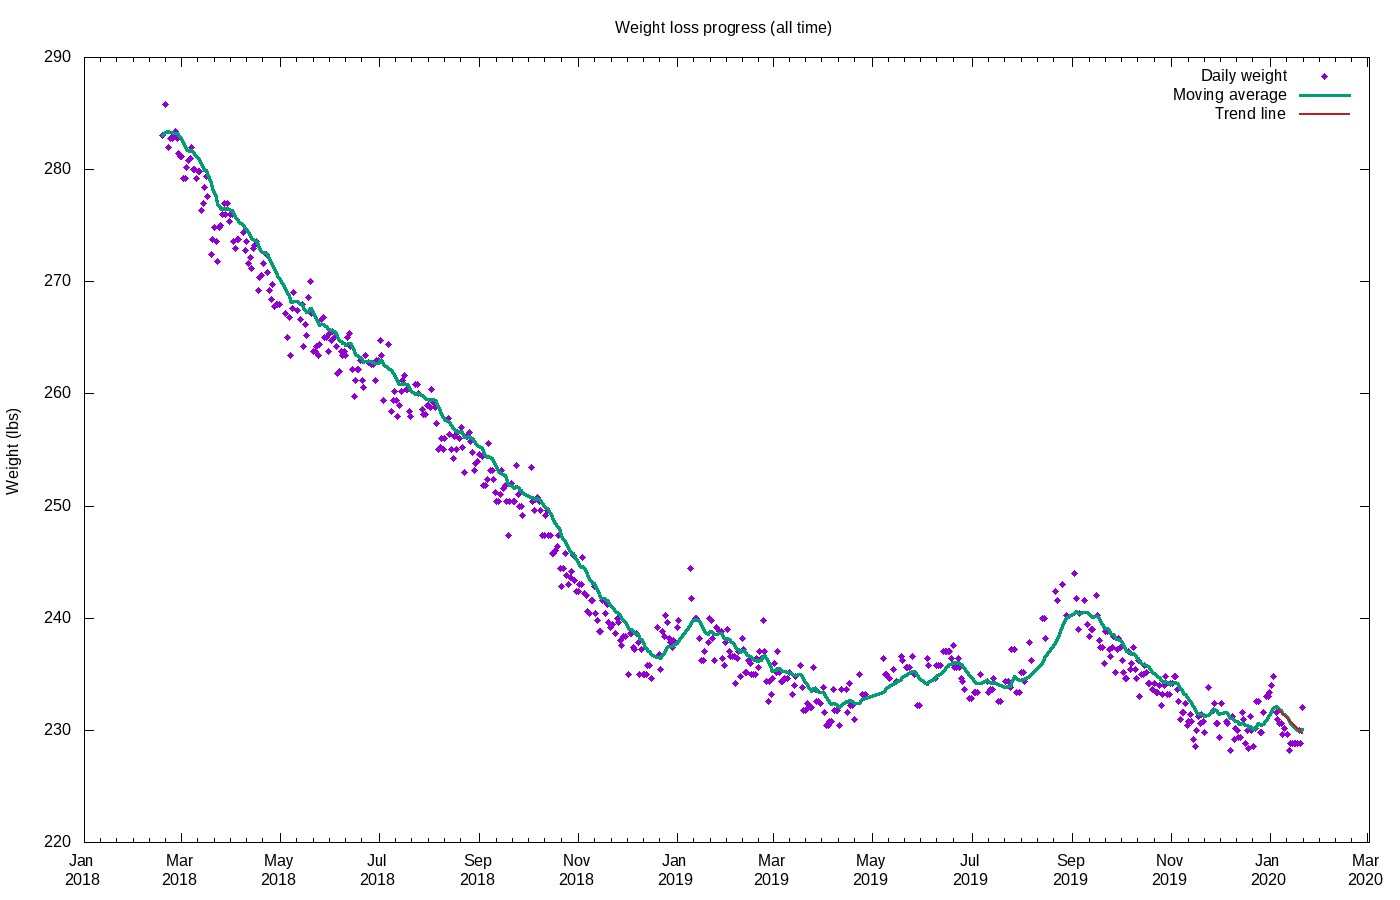 Weight loss progress (all time)
Daily weight
Moving average
Trend line
290
280
270
260
250
240
230
220
Weight (lbs)
Jan Mar May Jul Sep Nov Jan Mar May Jul Sep Nov Jan Mar
2018 2018 2018 2018 2018 2018 2019 2019 2019 2019 2019 2019 2020 2020